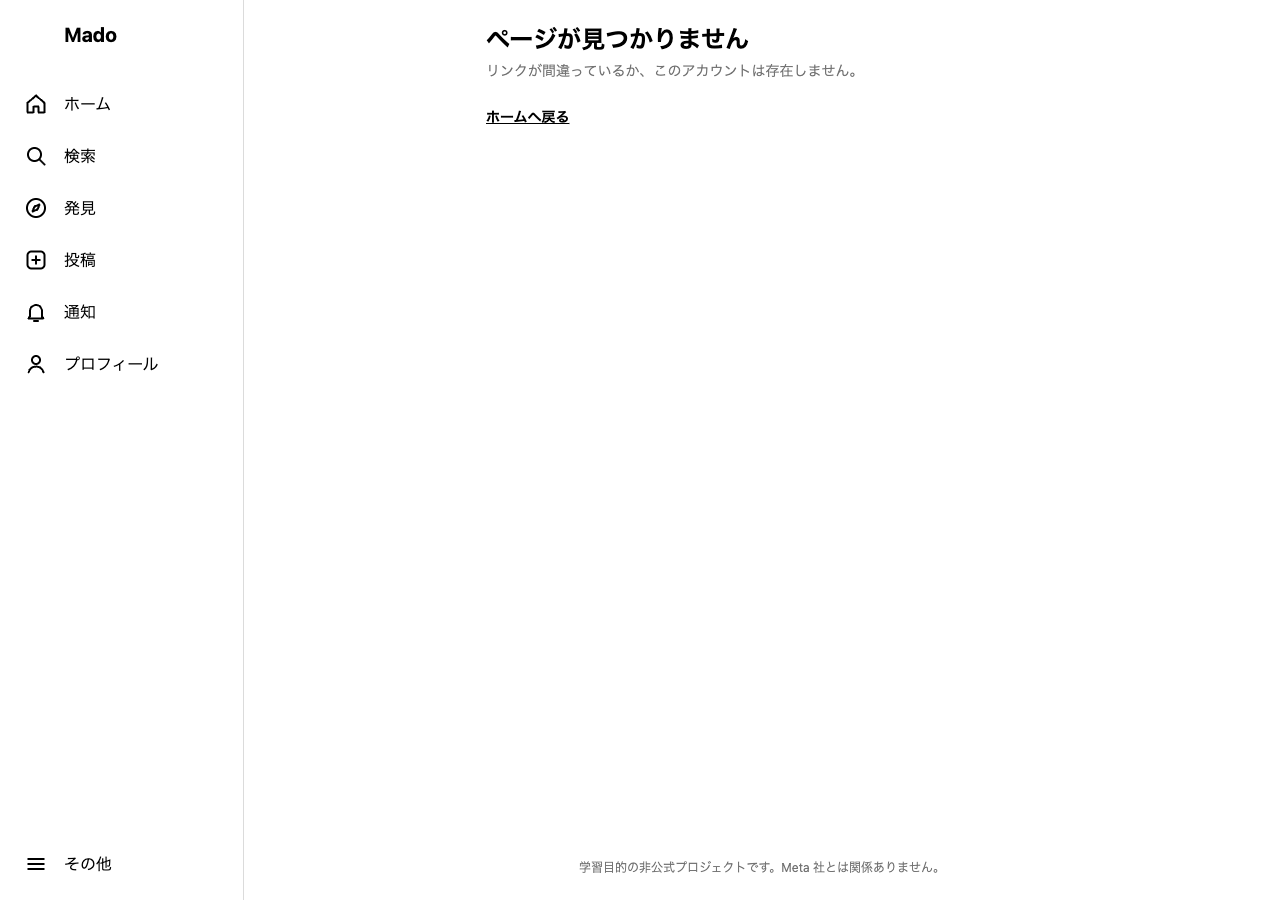 Mado
ホーム
検索
発見
投稿
通知
プロフィール
その他
ページが見つかりません
リンクが間違っているか、このアカウントは存在しません。
ホームへ戻る
学習目的の非公式プロジェクトです。Meta 社とは関係ありません。